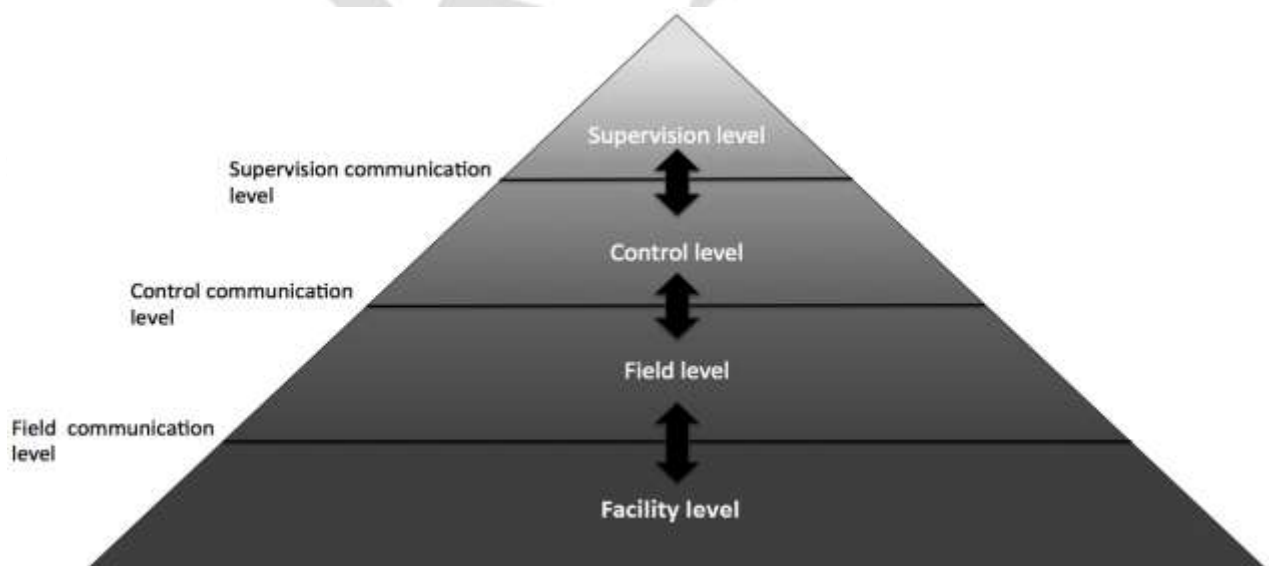 Supervision level
Supervision communication
level
Control level
Control communication
level
Field level
Field communication
level
Facility level